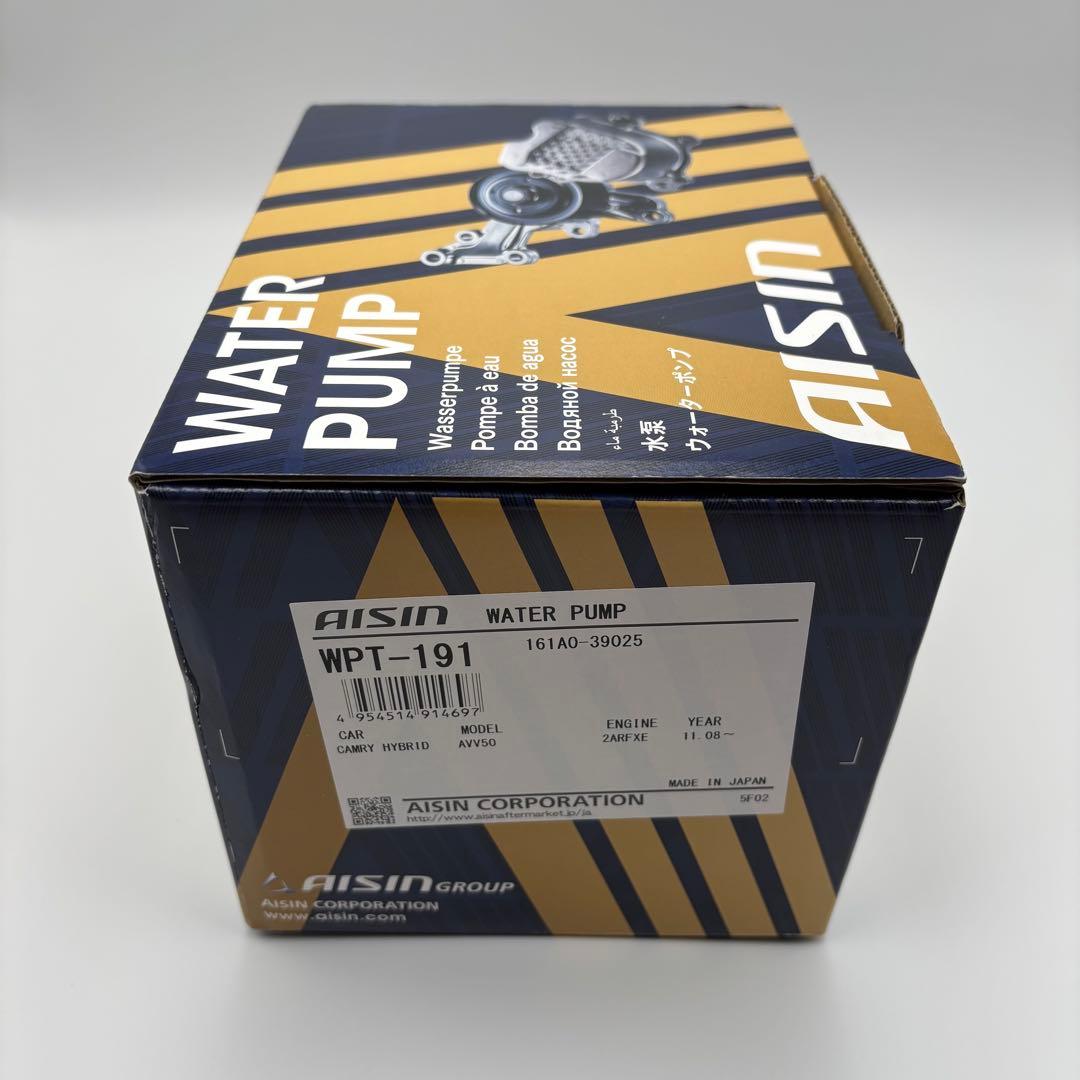 WATER
PUMP
Wasserpumpe
Pompe à eau
Bomba de agua
Водяной насос
طرمبة ماء
水泵
ウォーターポンプ
AISIN
AISIN WATER PUMP
WPT-191 161A0-39025
4 954514 914697
CAR MODEL ENGINE YEAR
CAMRY HYBRID AVV50 2ARFXE 11.08~
MADE IN JAPAN
AISIN CORPORATION 5F02
http://www.aisinaftermarket.jp/ja
AISIN GROUP
AISIN CORPORATION
www.aisin.com